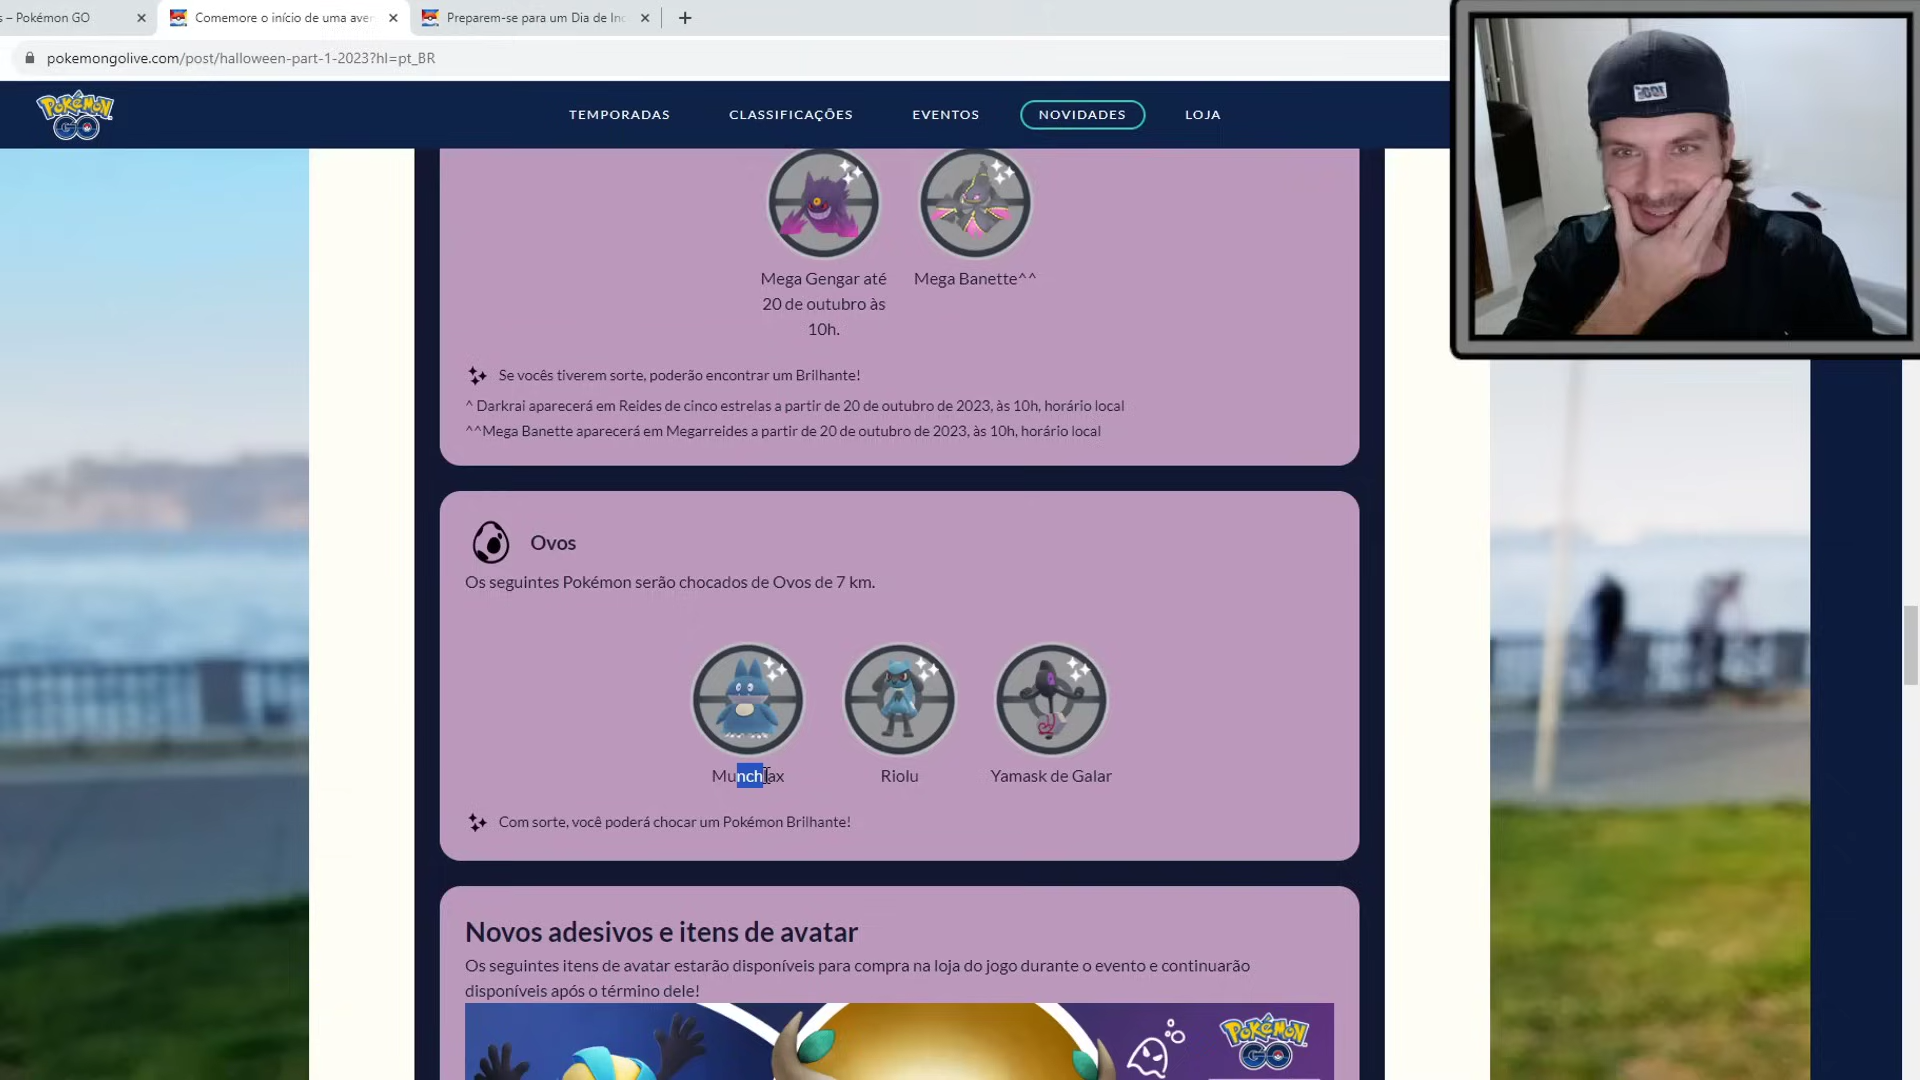 s – Pokémon GO
Comemore o início de uma aven
Preparem-se para um Dia de Inc
pokemongolive.com/post/halloween-part-1-2023?hl=pt_BR
POKÉMON GO
TEMPORADAS
CLASSIFICAÇÕES
EVENTOS
NOVIDADES
LOJA
Mega Gengar até
20 de outubro às
10h.
Mega Banette^^
Se vocês tiverem sorte, poderão encontrar um Brilhante!
^ Darkrai aparecerá em Reides de cinco estrelas a partir de 20 de outubro de 2023, às 10h, horário local
^^Mega Banette aparecerá em Megarreides a partir de 20 de outubro de 2023, às 10h, horário local
Ovos
Os seguintes Pokémon serão chocados de Ovos de 7 km.
Munchlax
Riolu
Yamask de Galar
Com sorte, você poderá chocar um Pokémon Brilhante!
Novos adesivos e itens de avatar
Os seguintes itens de avatar estarão disponíveis para compra na loja do jogo durante o evento e continuarão
disponíveis após o término dele!
POKÉMON GO